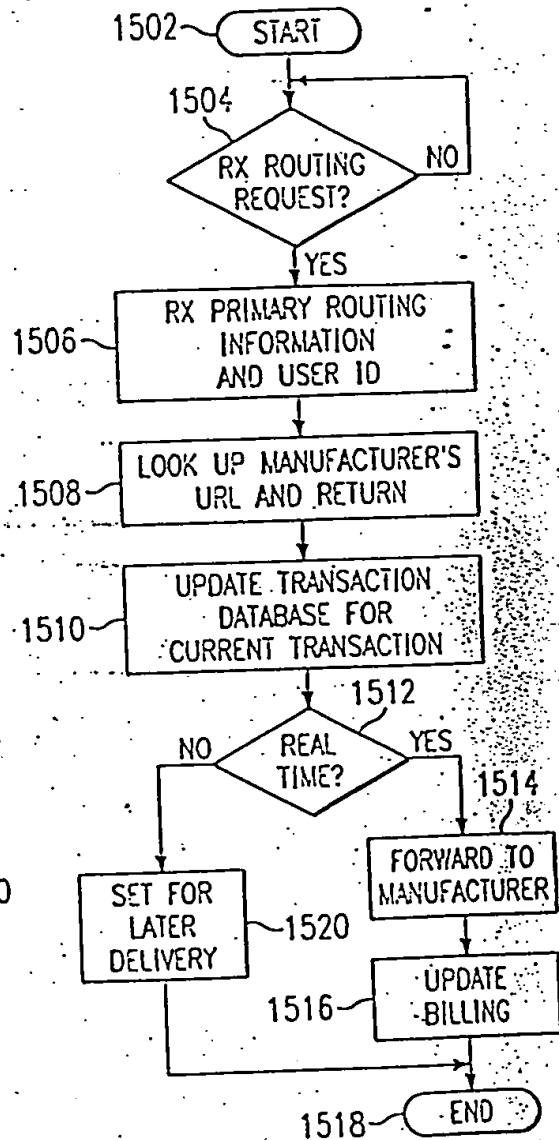 1502
START
1504
RX ROUTING
REQUEST?
NO
YES
RX PRIMARY ROUTING
INFORMATION
AND USER ID
1506
LOOK UP MANUFACTURER'S
URL AND RETURN
1508
UPDATE TRANSACTION
DATABASE FOR
CURRENT TRANSACTION
1510
1512
NO
REAL
TIME?
YES
1514
FORWARD TO
MANUFACTURER
SET FOR
LATER
DELIVERY
1520
UPDATE
BILLING
1516
END
1518